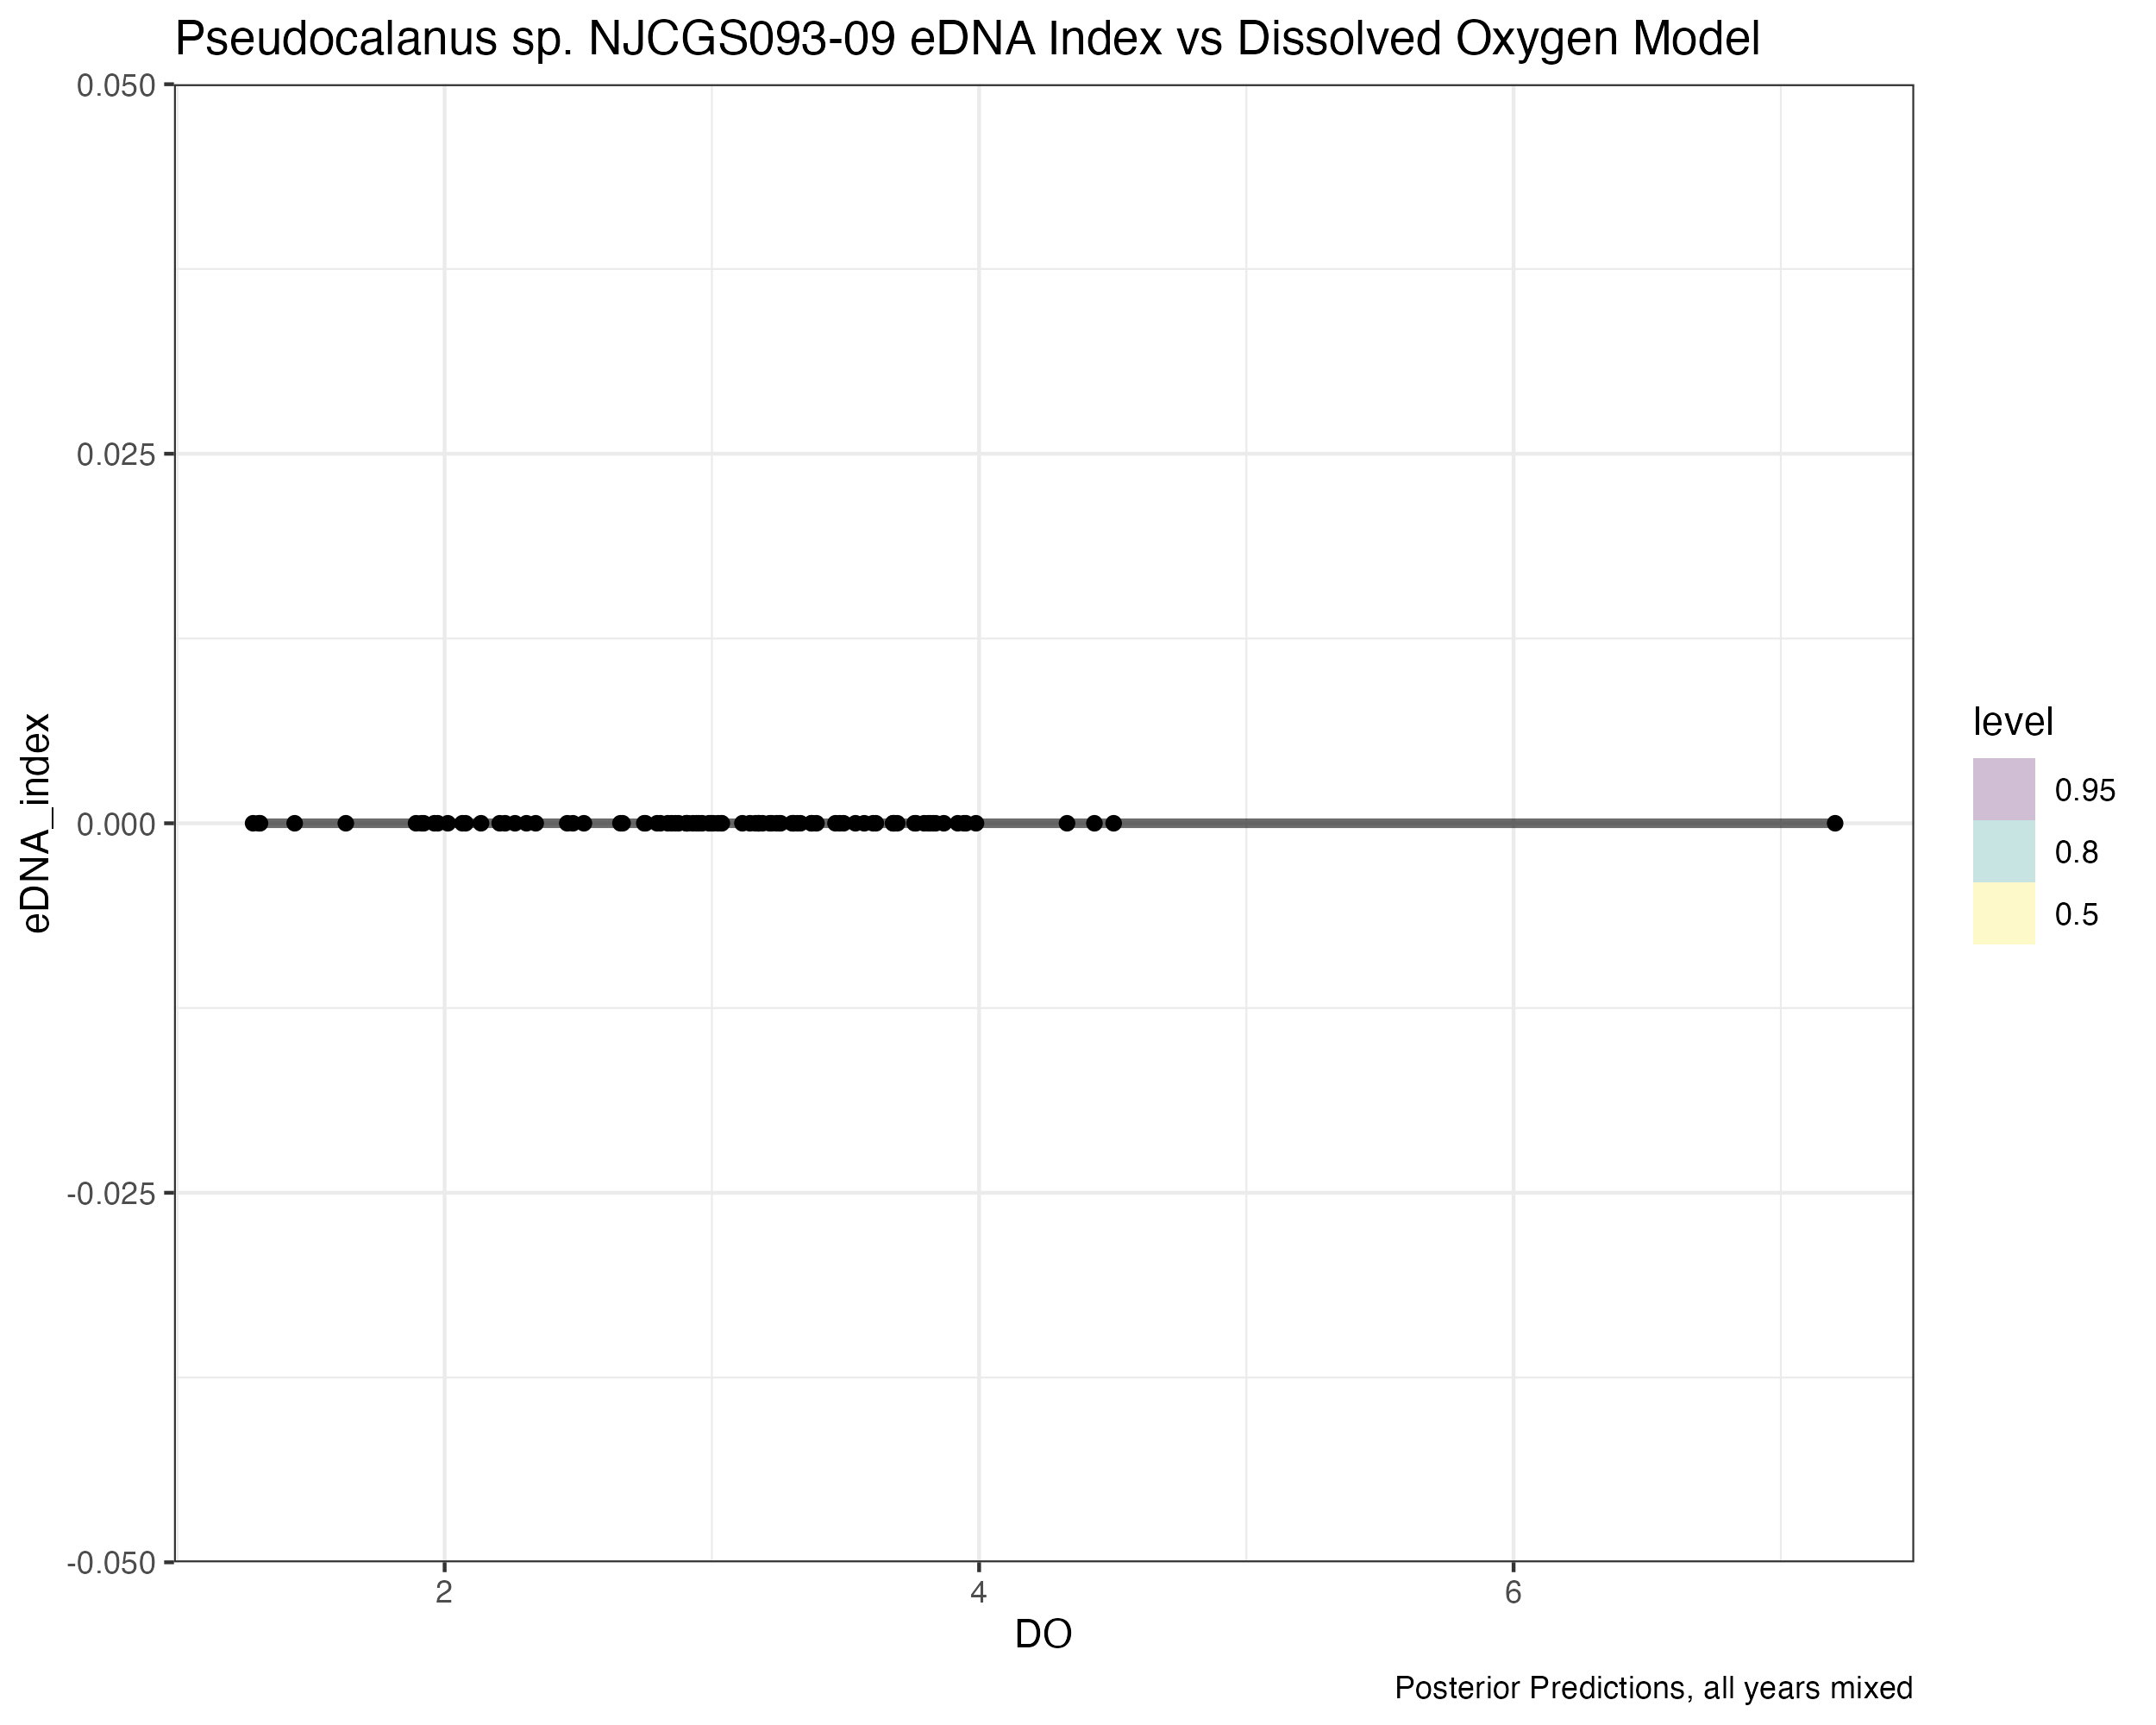 Pseudocalanus sp. NJCGS093-09 eDNA Index vs Dissolved Oxygen Model
0.050
0.025
0.000
-0.025
-0.050
eDNA_index
2 4 6
DO
level
0.95
0.8
0.5
Posterior Predictions, all years mixed